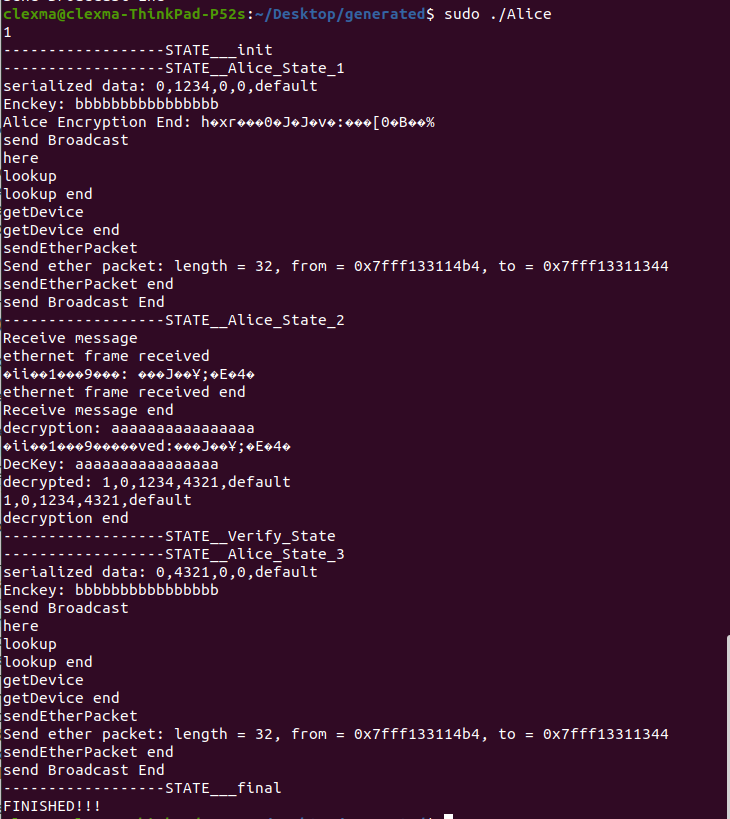 clexma@clexma-ThinkPad-P52s:~/Desktop/generated$ sudo ./Alice
1
------------------STATE___init
------------------STATE__Alice_State_1
serialized data: 0,1234,0,0,default
Enckey: bbbbbbbbbbbbbbbb
Alice Encryption End: h�xr���0�J�J�v�:���[0�B��%
send Broadcast
here
lookup
lookup end
getDevice
getDevice end
sendEtherPacket
Send ether packet: length = 32, from = 0x7fff133114b4, to = 0x7fff13311344
sendEtherPacket end
send Broadcast End
------------------STATE__Alice_State_2
Receive message
ethernet frame received
�ii��1���9���: ���J��¥;�E�4�
ethernet frame received end
Receive message end
decryption: aaaaaaaaaaaaaaaa
�ii��1���9�����ved:���J��¥;�E�4�
DecKey: aaaaaaaaaaaaaaaa
decrypted: 1,0,1234,4321,default
1,0,1234,4321,default
decryption end
------------------STATE__Verify_State
------------------STATE__Alice_State_3
serialized data: 0,4321,0,0,default
Enckey: bbbbbbbbbbbbbbbb
send Broadcast
here
lookup
lookup end
getDevice
getDevice end
sendEtherPacket
Send ether packet: length = 32, from = 0x7fff133114b4, to = 0x7fff13311344
sendEtherPacket end
send Broadcast End
------------------STATE___final
FINISHED!!!